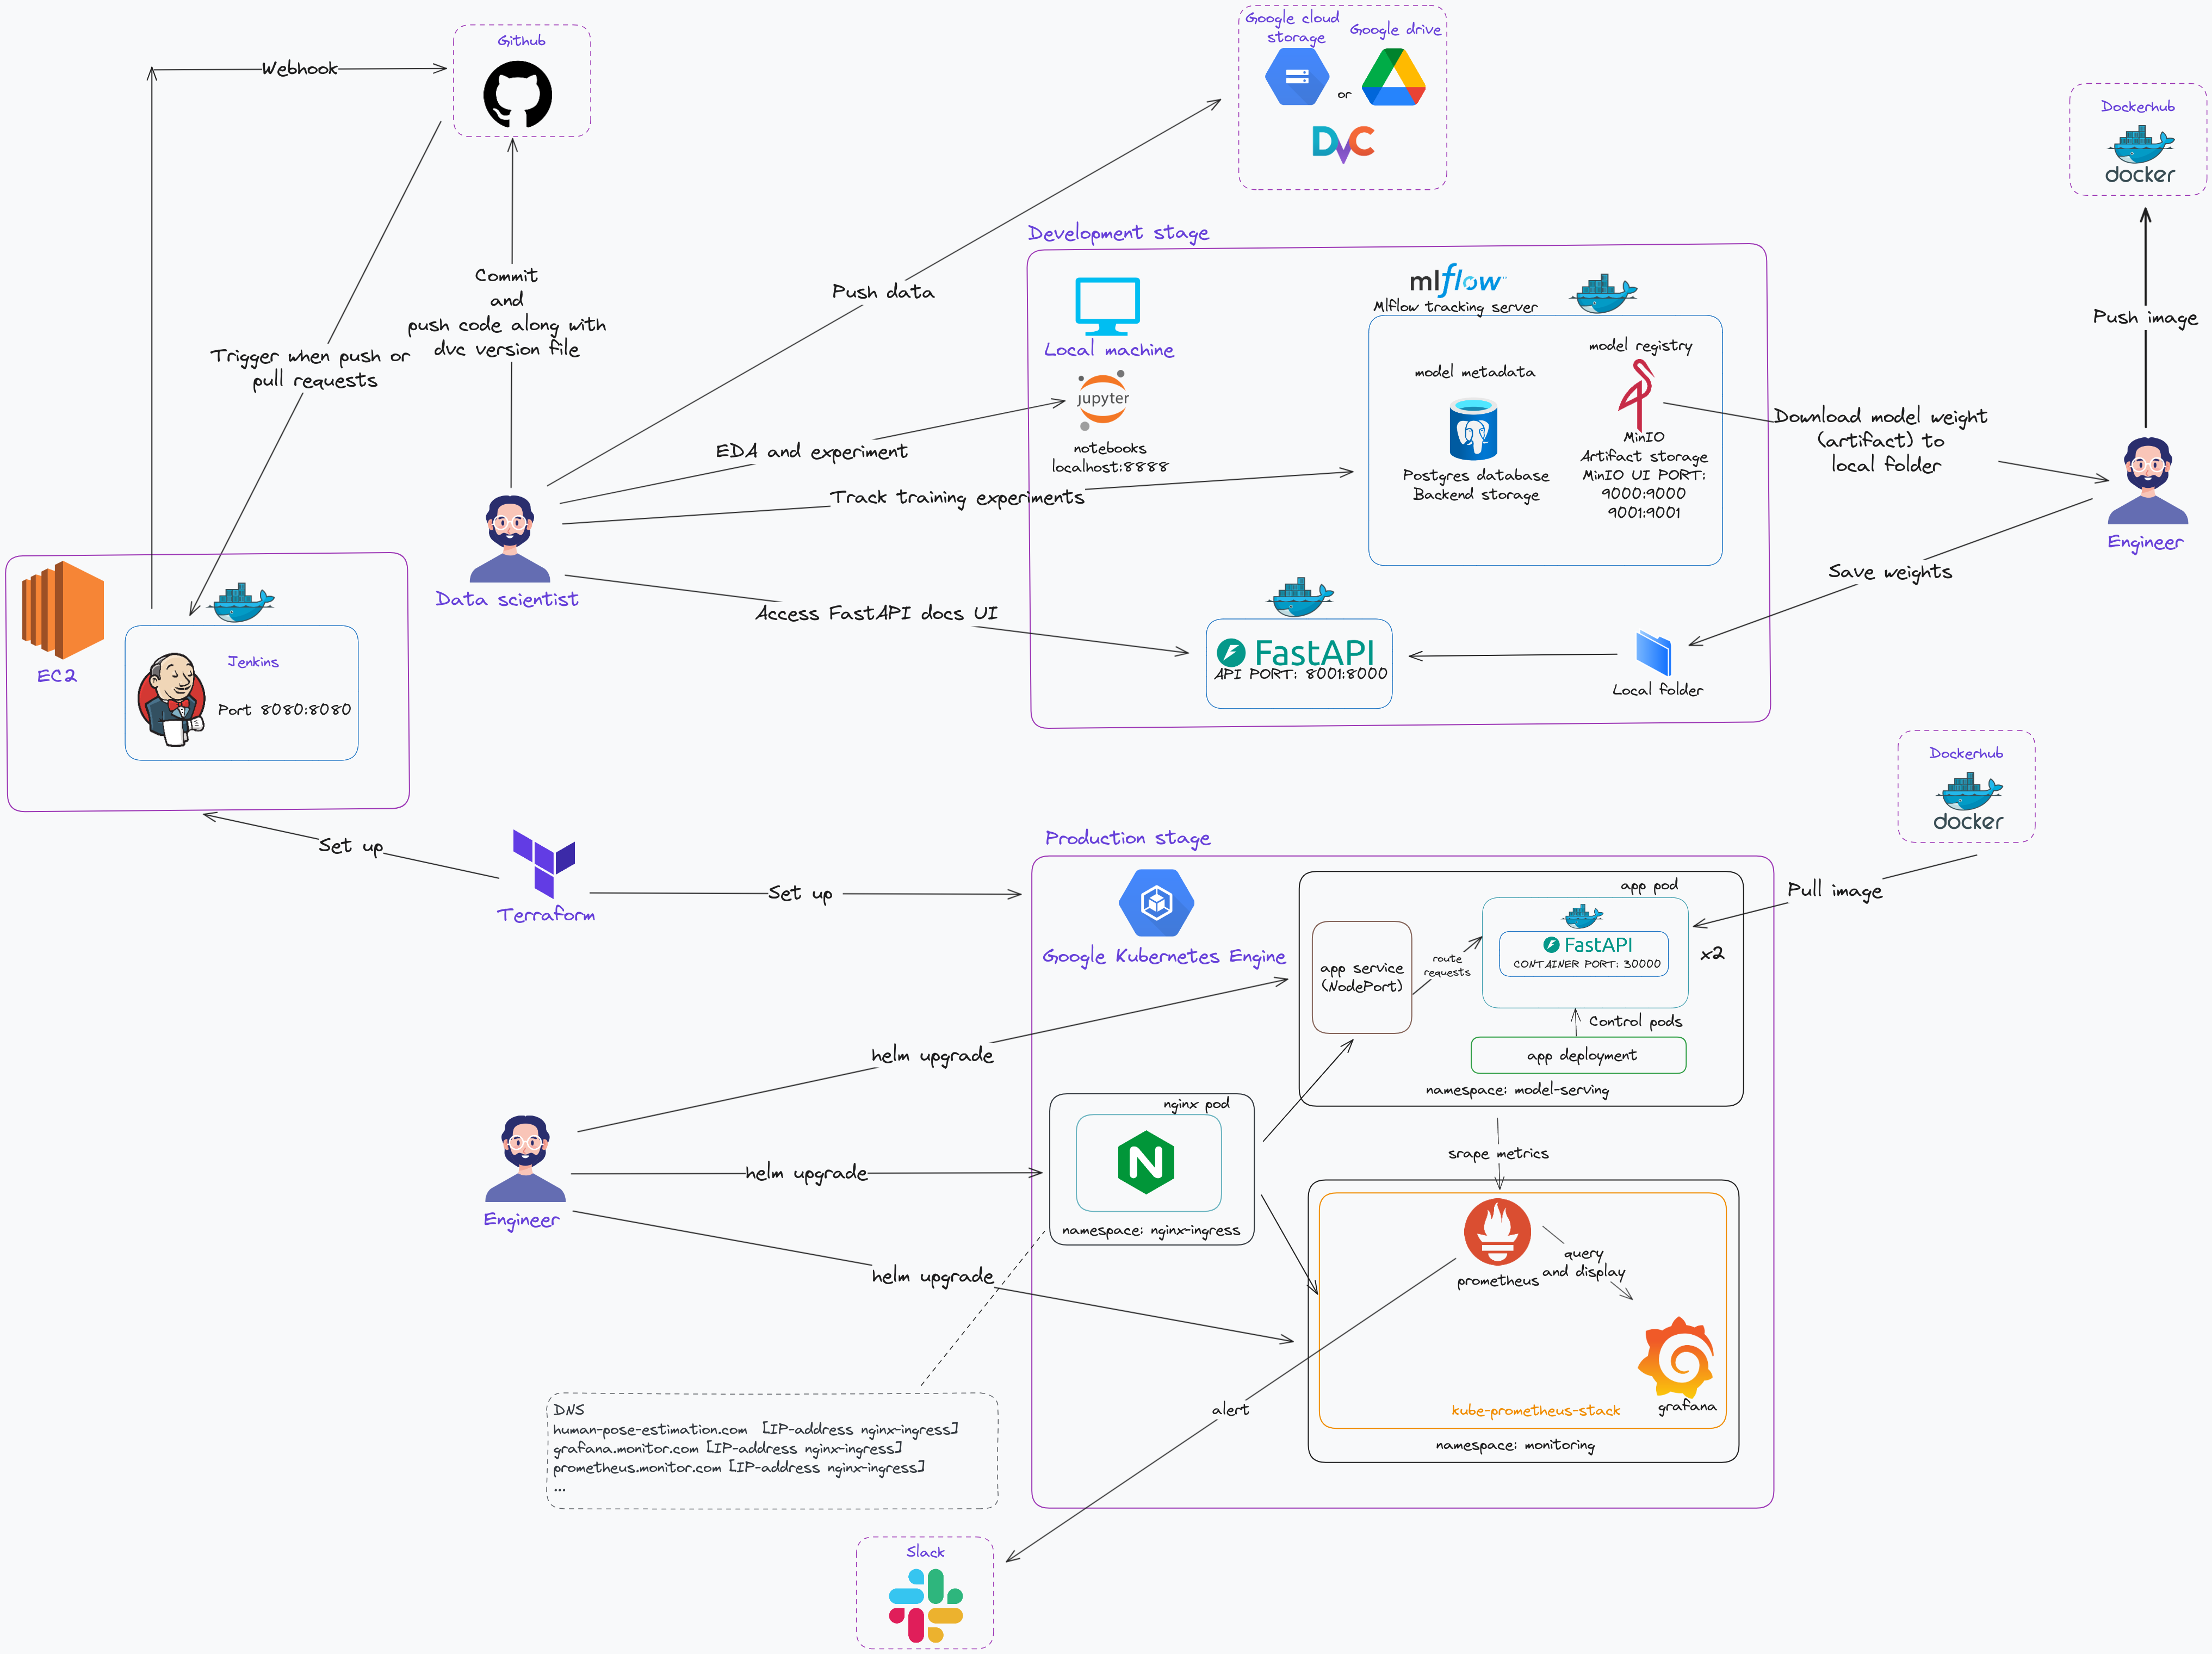 Github
Webhook
Commit
and
push code along with
dvc version file
Trigger when push or
pull requests
Google cloud
storage
Google drive
or
DVC
Dockerhub
docker
Push data
Push image
Development stage
Local machine
jupyter
notebooks
localhost:8888
mlflow
Mlflow tracking server
model metadata
Postgres database
Backend storage
model registry
MinIO
Artifact storage
MinIO UI PORT:
9000:9000
9001:9001
Download model weight
(artifact) to
local folder
Engineer
Save weights
EDA and experiment
Track training experiments
Data scientist
Access FastAPI docs UI
FastAPI
API PORT: 8001:8000
Local folder
EC2
Jenkins
Port 8080:8080
Set up
Terraform
Set up
Dockerhub
docker
Pull image
Production stage
Google Kubernetes Engine
app service
(NodePort)
route
requests
app pod
FastAPI
CONTAINER PORT: 30000
x2
Control pods
app deployment
namespace: model-serving
helm upgrade
helm upgrade
helm upgrade
Engineer
nginx pod
N
namespace: nginx-ingress
srape metrics
prometheus
query
and display
grafana
kube-prometheus-stack
namespace: monitoring
alert
DNS
human-pose-estimation.com [IP-address nginx-ingress]
grafana.monitor.com [IP-address nginx-ingress]
prometheus.monitor.com [IP-address nginx-ingress]
...
Slack